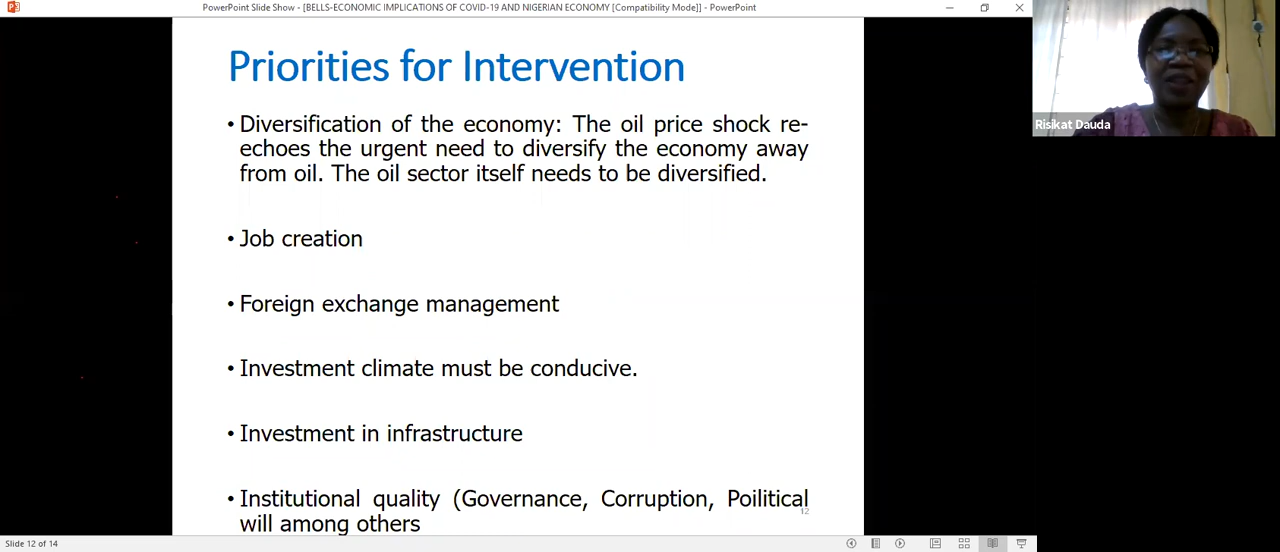 PowerPoint Slide Show - [BELLS-ECONOMIC IMPLICATIONS OF COVID-19 AND NIGERIAN ECONOMY [Compatibility Mode]] - PowerPoint
Risikat Dauda
Priorities for Intervention
• Diversification of the economy: The oil price shock re-
echoes the urgent need to diversify the economy away
from oil. The oil sector itself needs to be diversified.
• Job creation
• Foreign exchange management
• Investment climate must be conducive.
• Investment in infrastructure
• Institutional quality (Governance, Corruption, Poilitical
will among others
12
Slide 12 of 14